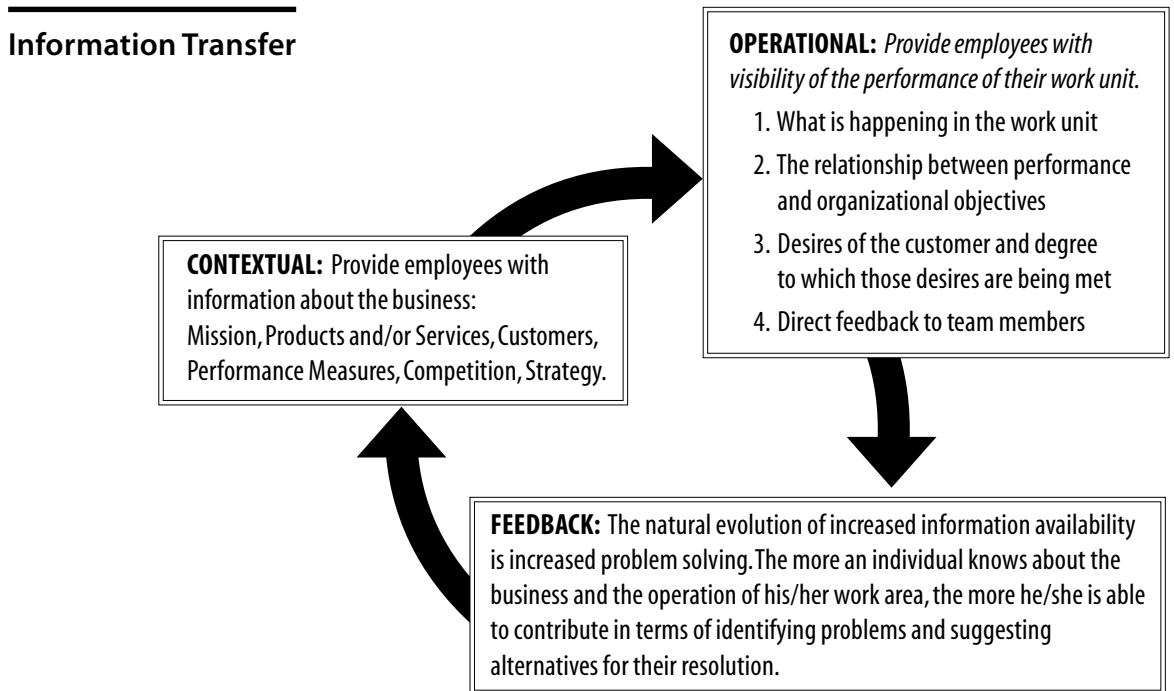 Information Transfer
OPERATIONAL: Provide employees with
visibility of the performance of their work unit.
1. What is happening in the work unit
2. The relationship between performance
and organizational objectives
3. Desires of the customer and degree
to which those desires are being met
4. Direct feedback to team members
CONTEXTUAL: Provide employees with
information about the business:
Mission, Products and/or Services, Customers,
Performance Measures, Competition, Strategy.
FEEDBACK: The natural evolution of increased information availability
is increased problem solving. The more an individual knows about the
business and the operation of his/her work area, the more he/she is able
to contribute in terms of identifying problems and suggesting
alternatives for their resolution.